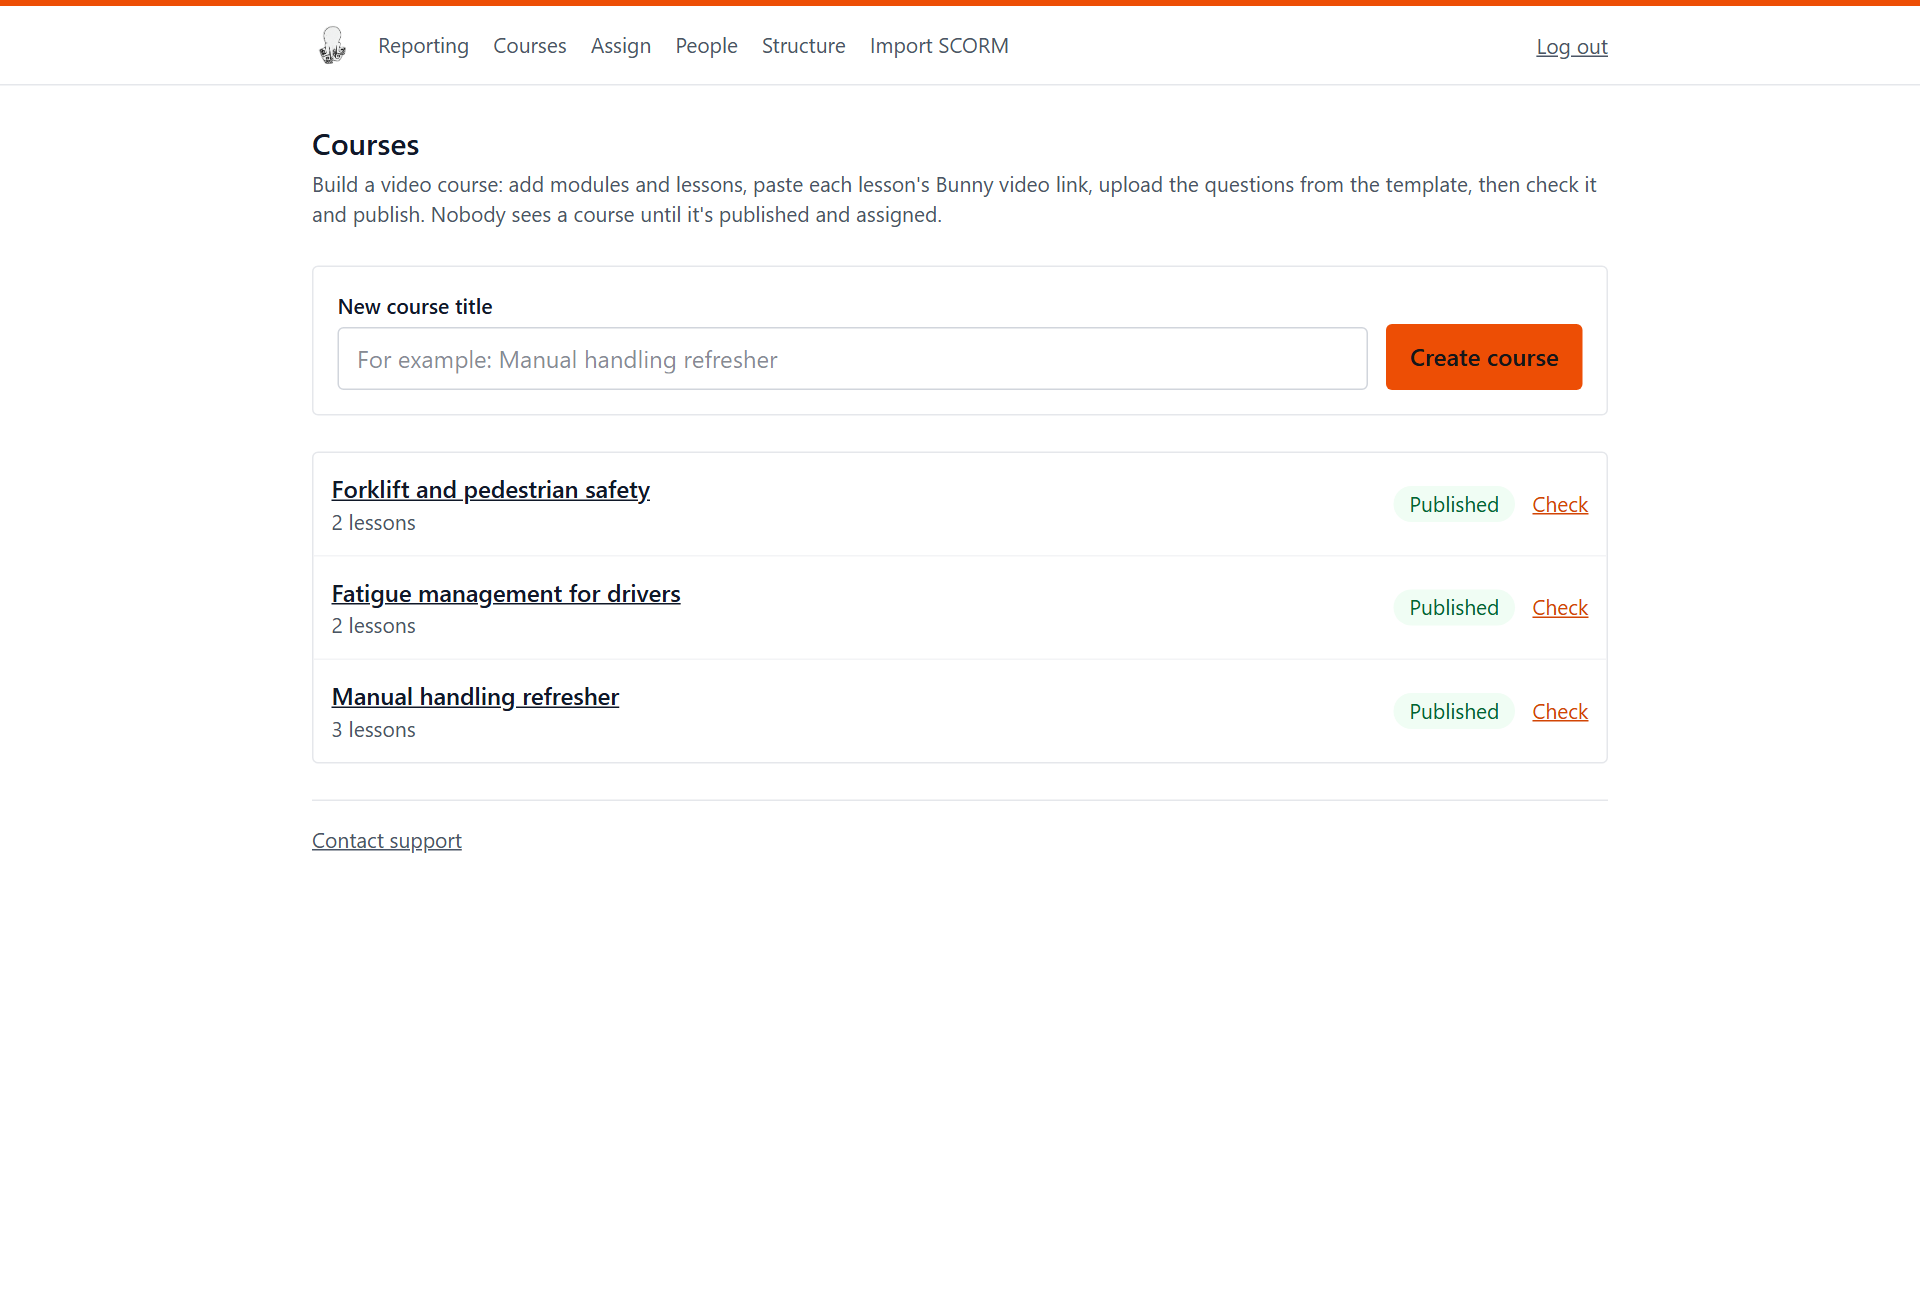 Reporting Courses Assign People Structure Import SCORM Log out
Courses
Build a video course: add modules and lessons, paste each lesson's Bunny video link, upload the questions from the template, then check it
and publish. Nobody sees a course until it's published and assigned.
New course title
For example: Manual handling refresher
Create course
Forklift and pedestrian safety
2 lessons
Published Check
Fatigue management for drivers
2 lessons
Published Check
Manual handling refresher
3 lessons
Published Check
Contact support